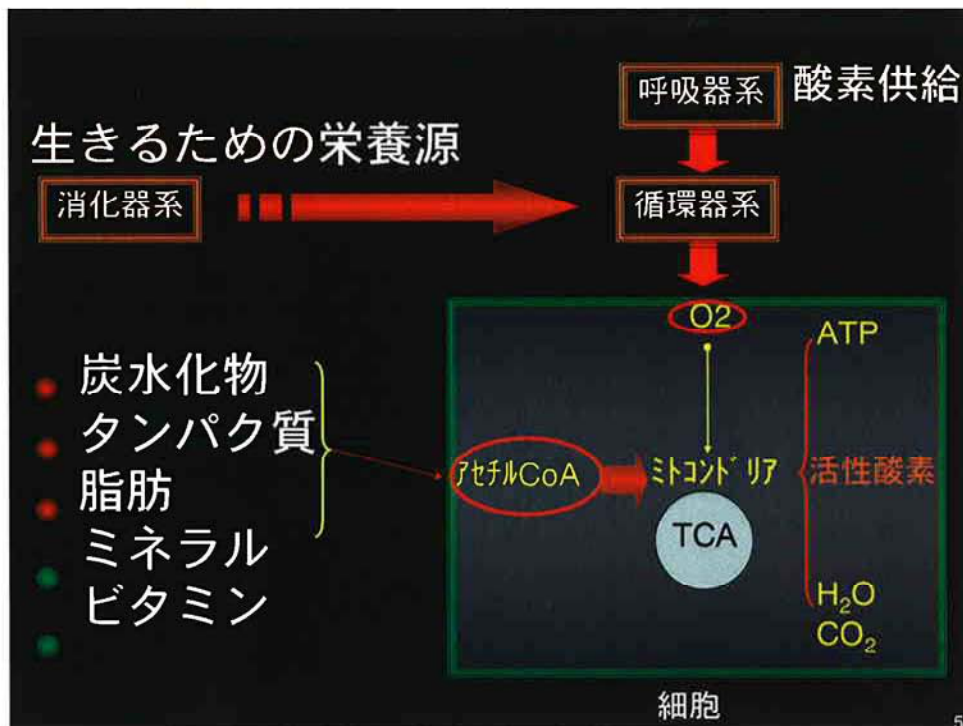 呼吸器系
酸素供給
生きるための栄養源
消化器系
循環器系
O2
ATP
炭水化物
タンパク質
脂肪
ミネラル
ビタミン
アセチルCoA
ミトコンドリア
活性酸素
TCA
H₂O
CO₂
細胞